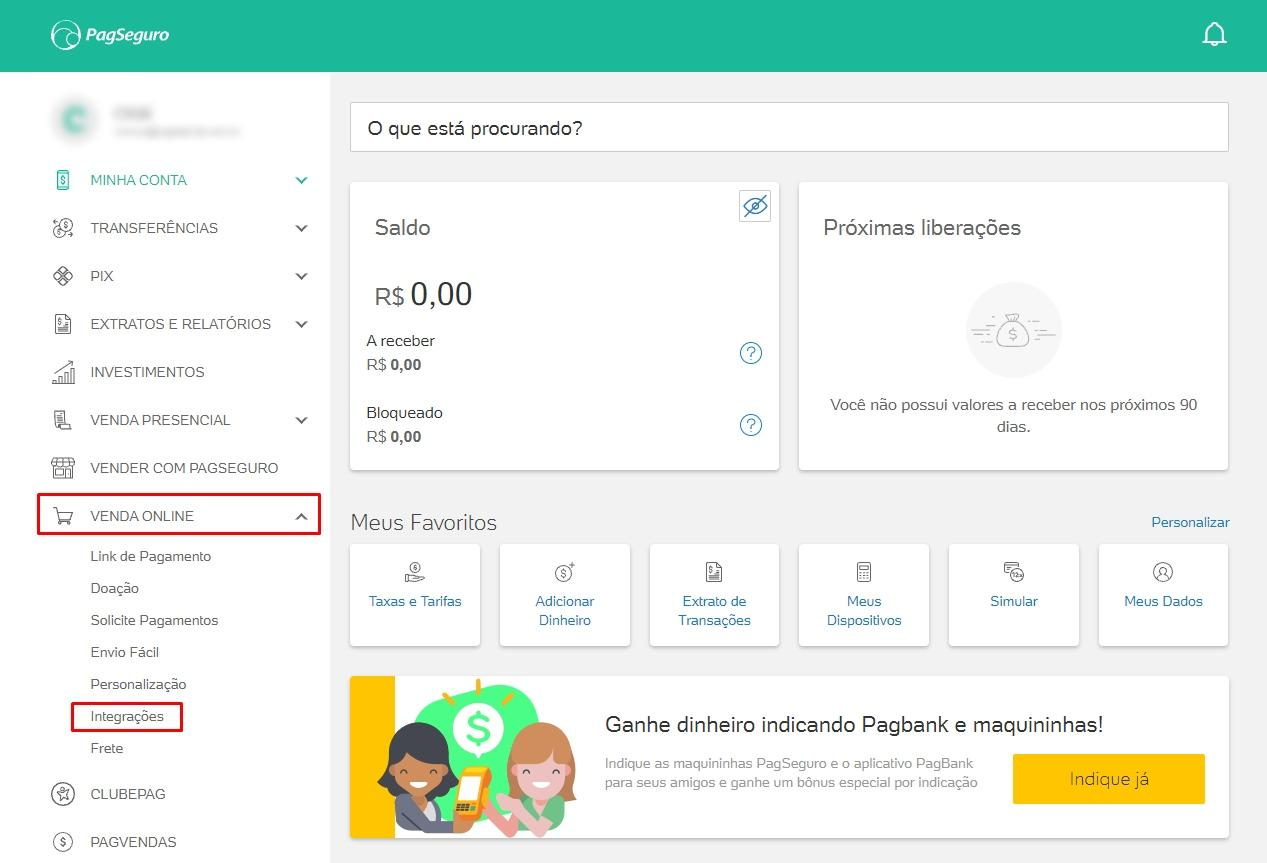 PagSeguro
MINHA CONTA
TRANSFERÊNCIAS
PIX
EXTRATOS E RELATÓRIOS
INVESTIMENTOS
VENDA PRESENCIAL
VENDER COM PAGSEGURO
VENDA ONLINE
Link de Pagamento
Doação
Solicite Pagamentos
Envio Fácil
Personalização
Integrações
Frete
CLUBEPAG
PAGVENDAS
O que está procurando?
Saldo
R$ 0,00
A receber
R$ 0,00
Bloqueado
R$ 0,00
Próximas liberações
Você não possui valores a receber nos próximos 90
dias.
Meus Favoritos
Personalizar
Taxas e Tarifas
Adicionar
Dinheiro
Extrato de
Transações
Meus
Dispositivos
12x
Simular
Meus Dados
Ganhe dinheiro indicando Pagbank e maquininhas!
Indique as maquininhas PagSeguro e o aplicativo PagBank
para seus amigos e ganhe um bônus especial por indicação
Indique já